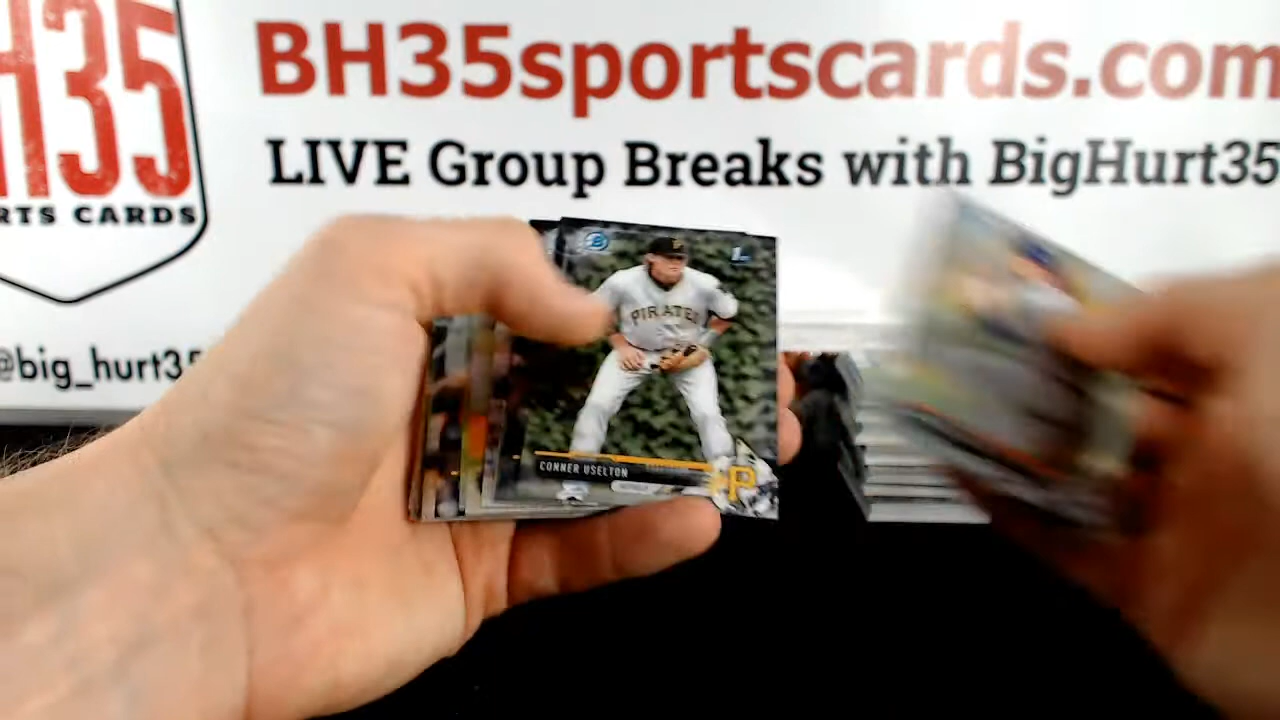 H35
RTS CARDS
BH35sportscards.com
LIVE Group Breaks with BigHurt35
@big_hurt35
PIRATES
CONNER USELTON
P